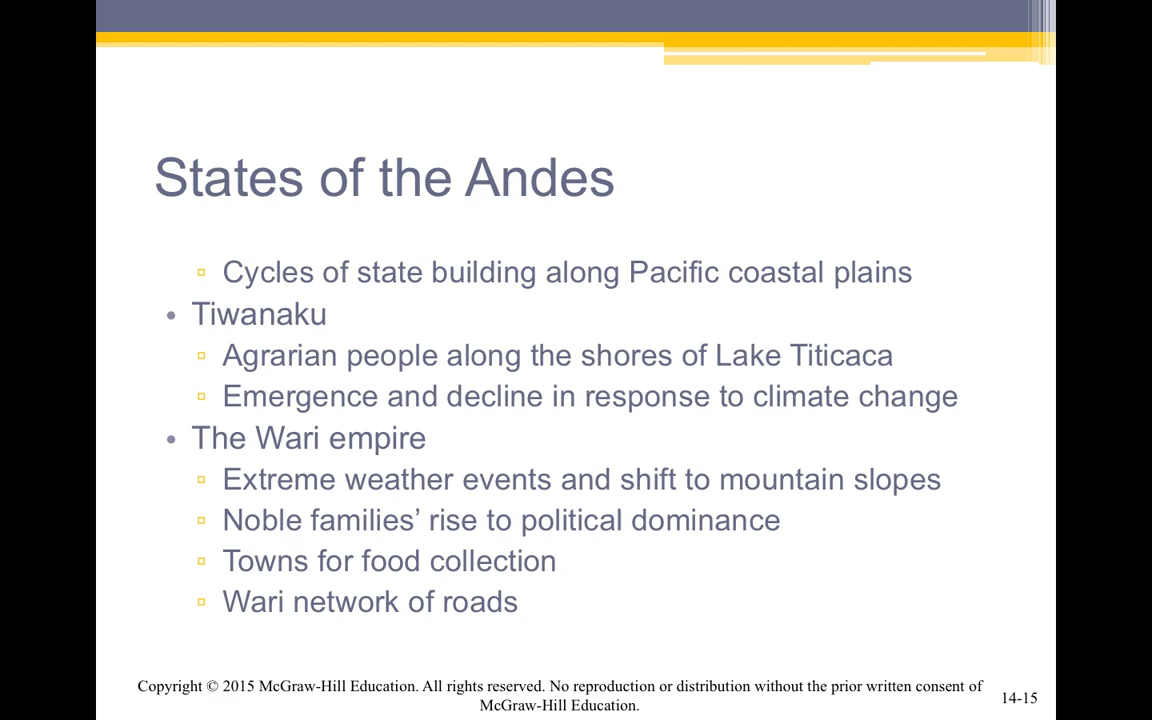 States of the Andes
▫ Cycles of state building along Pacific coastal plains
• Tiwanaku
▫ Agrarian people along the shores of Lake Titicaca
▫ Emergence and decline in response to climate change
• The Wari empire
▫ Extreme weather events and shift to mountain slopes
▫ Noble families’ rise to political dominance
▫ Towns for food collection
▫ Wari network of roads
Copyright © 2015 McGraw-Hill Education. All rights reserved. No reproduction or distribution without the prior written consent of
McGraw-Hill Education.
14-15